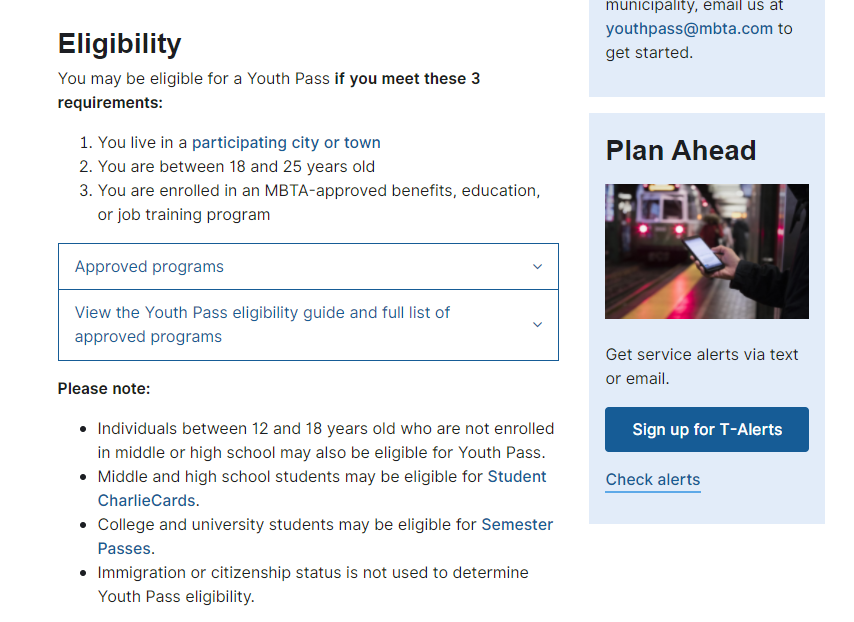 Eligibility
You may be eligible for a Youth Pass if you meet these 3
requirements:
1. You live in a participating city or town
2. You are between 18 and 25 years old
3. You are enrolled in an MBTA-approved benefits, education,
or job training program
Approved programs
View the Youth Pass eligibility guide and full list of
approved programs
Please note:
• Individuals between 12 and 18 years old who are not enrolled
in middle or high school may also be eligible for Youth Pass.
• Middle and high school students may be eligible for Student
CharlieCards.
• College and university students may be eligible for Semester
Passes.
• Immigration or citizenship status is not used to determine
Youth Pass eligibility.
municipality, email us at
youthpass@mbta.com to
get started.
Plan Ahead
Get service alerts via text
or email.
Sign up for T-Alerts
Check alerts